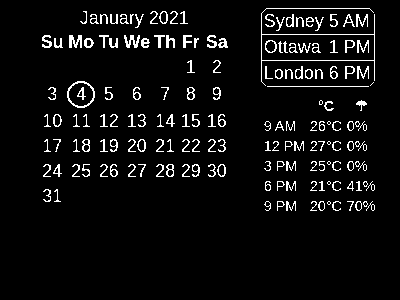 January 2021
Su Mo Tu We Th Fr Sa
1 2
3 4 5 6 7 8 9
10 11 12 13 14 15 16
17 18 19 20 21 22 23
24 25 26 27 28 29 30
31
Sydney 5 AM
Ottawa 1 PM
London 6 PM
°C ☂
9 AM 26°C 0%
12 PM 27°C 0%
3 PM 25°C 0%
6 PM 21°C 41%
9 PM 20°C 70%